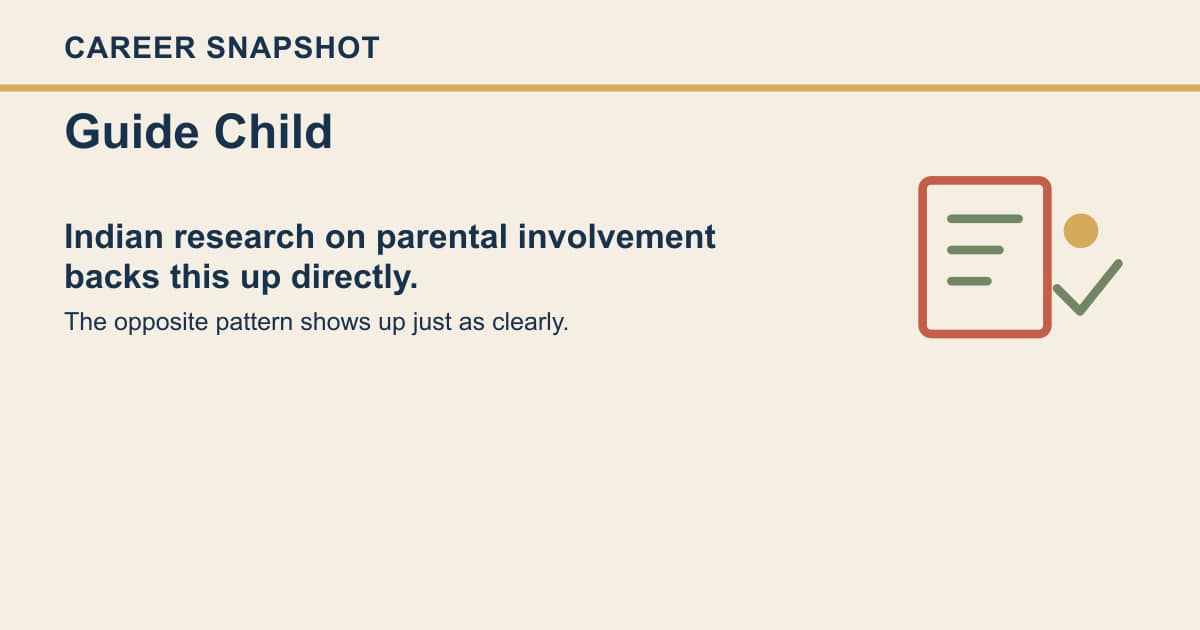 CAREER SNAPSHOT
Guide Child
Indian research on parental involvement
backs this up directly.
The opposite pattern shows up just as clearly.